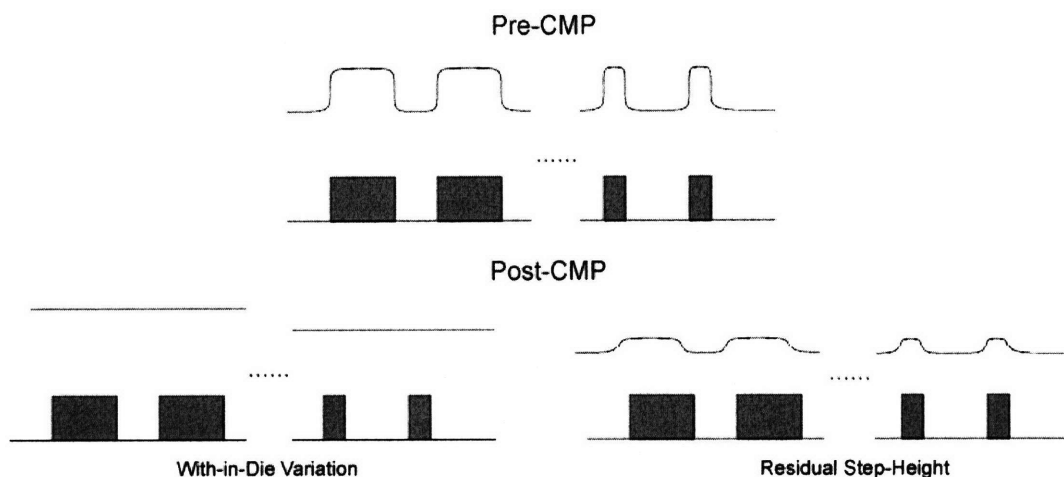 Pre-CMP
......
Post-CMP
......
......
With-in-Die Variation
Residual Step-Height